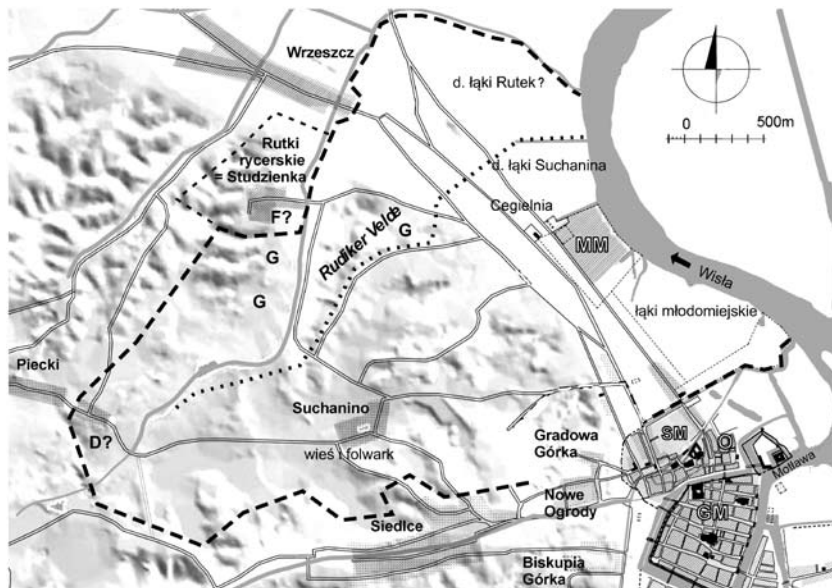 Wrzeszcz
d. łąki Rutek?
0 500m
Rutki
rycerskie
= Studzienka
d. łąki Suchanina
F?
Cegielnia
Rudiker Velde
G
MM
G
Wisła
G
łąki młodomiejskie
Piecki
Suchanino
D?
wieś i folwark
Gradowa
Górka
SM
O
Motława
Nowe
Ogrody
GM
Siedlce
Biskupia
Górka